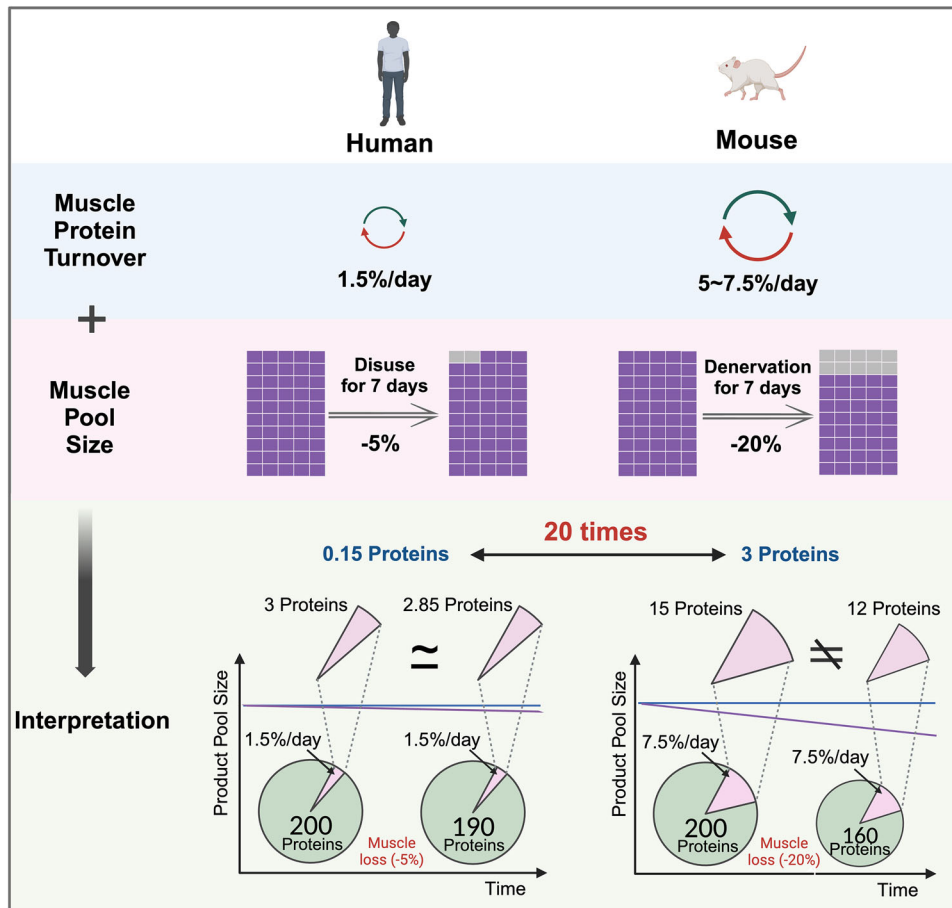 Human
Mouse
Muscle
Protein
Turnover
1.5%/day
5~7.5%/day
+
Muscle
Pool
Size
Disuse
for 7 days
-5%
Denervation
for 7 days
-20%
Interpretation
20 times
0.15 Proteins
3 Proteins
3 Proteins
2.85 Proteins
≃
Product Pool Size
1.5%/day
1.5%/day
200
Proteins
190
Proteins
Muscle
loss (-5%)
Time
15 Proteins
12 Proteins
≠
Product Pool Size
7.5%/day
7.5%/day
200
Proteins
160
Proteins
Muscle
loss (-20%)
Time